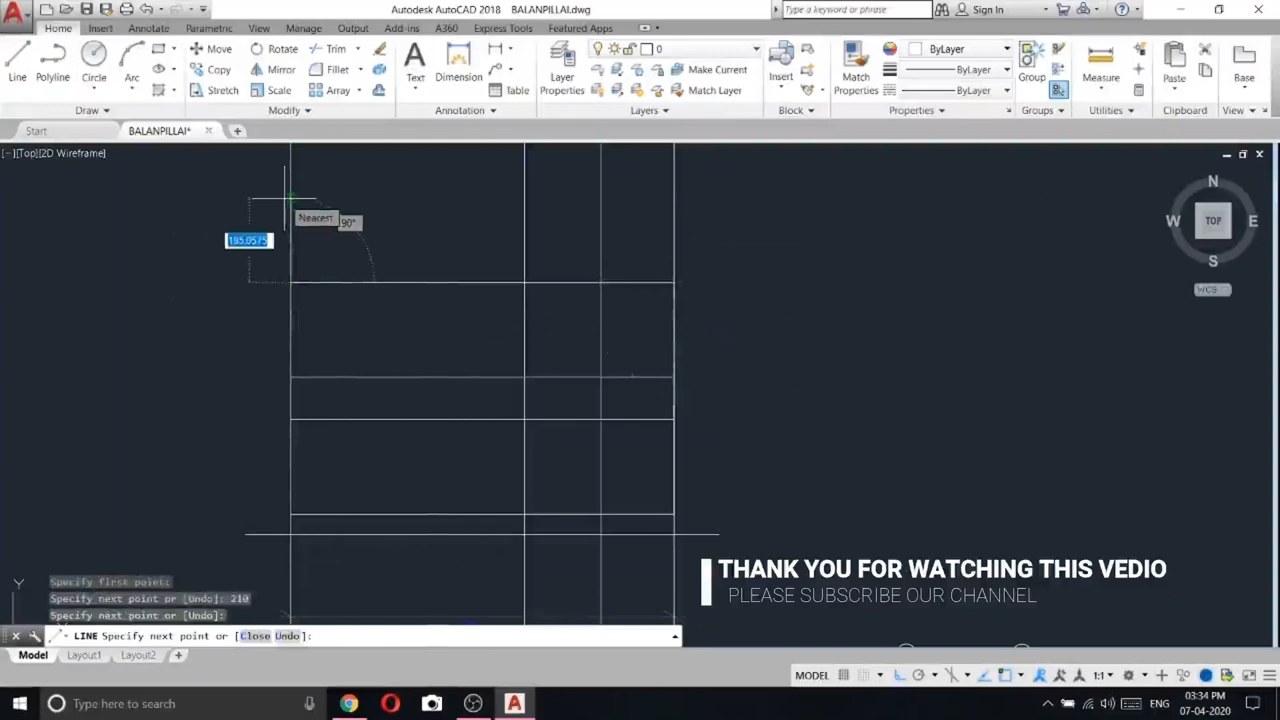 Autodesk AutoCAD 2018 BALANPILLAI.dwg
Type a keyword or phrase
Sign In
Home Insert Annotate Parametric View Manage Output Add-ins A360 Express Tools Featured Apps
Line Polyline Circle Arc
Move Rotate Trim
Copy Mirror Fillet
Stretch Scale Array
Text Dimension Table
Layer Properties
0
Make Current
Match Layer
Insert
Match Properties
ByLayer
ByLayer
ByLayer
Group
Measure
Paste
Base
Draw Modify Annotation Layers Block Properties Groups Utilities Clipboard View
Start BALANPILLAI*
[−][Top][2D Wireframe]
N
W TOP E
S
WCS
Nearest
90°
185.0575
THANK YOU FOR WATCHING THIS VEDIO
PLEASE SUBSCRIBE OUR CHANNEL
Y
Specify first point:
Specify next point or [Undo]: 210
Specify next point or [Undo]:
LINE Specify next point or [Close Undo]:
Model Layout1 Layout2
MODEL 1:1
Type here to search
ENG
03:34 PM
07-04-2020